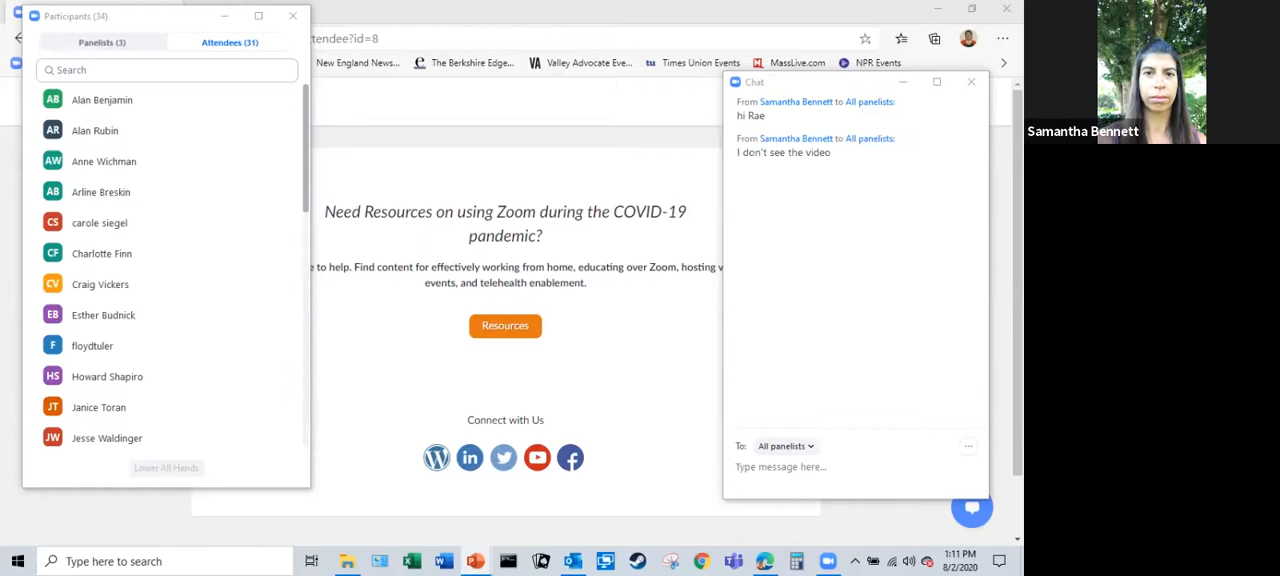 Participants (34)
Panelists (3)
Attendees (31)
Search
AB Alan Benjamin
AR Alan Rubin
AW Anne Wichman
AB Arline Breskin
CS carole siegel
CF Charlotte Finn
CV Craig Vickers
EB Esther Budnick
F floydtuler
HS Howard Shapiro
JT Janice Toran
JW Jesse Waldinger
Lower All Hands
ttendee?id=8
New England News...
The Berkshire Edge...
VA Valley Advocate Eve...
tu Times Union Events
MassLive.com
NPR Events
Need Resources on using Zoom during the COVID-19
pandemic?
e to help. Find content for effectively working from home, educating over Zoom, hosting v
events, and telehealth enablement.
Resources
Connect with Us
Chat
From Samantha Bennett to All panelists:
hi Rae
From Samantha Bennett to All panelists:
I don't see the video
To: All panelists
Type message here...
Samantha Bennett
Type here to search
1:11 PM
8/2/2020